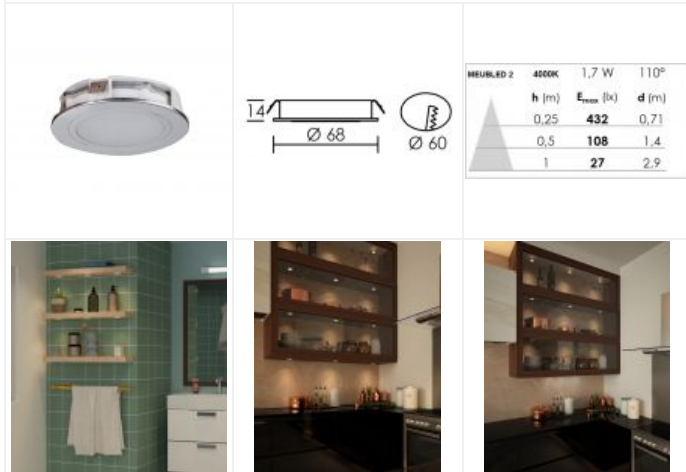 14
Ø 68
Ø 60
MEUBLED 2 4000K 1,7 W 110°
h (m) Emax (lx) d (m)
0,25 432 0,71
0,5 108 1,4
1 27 2,9